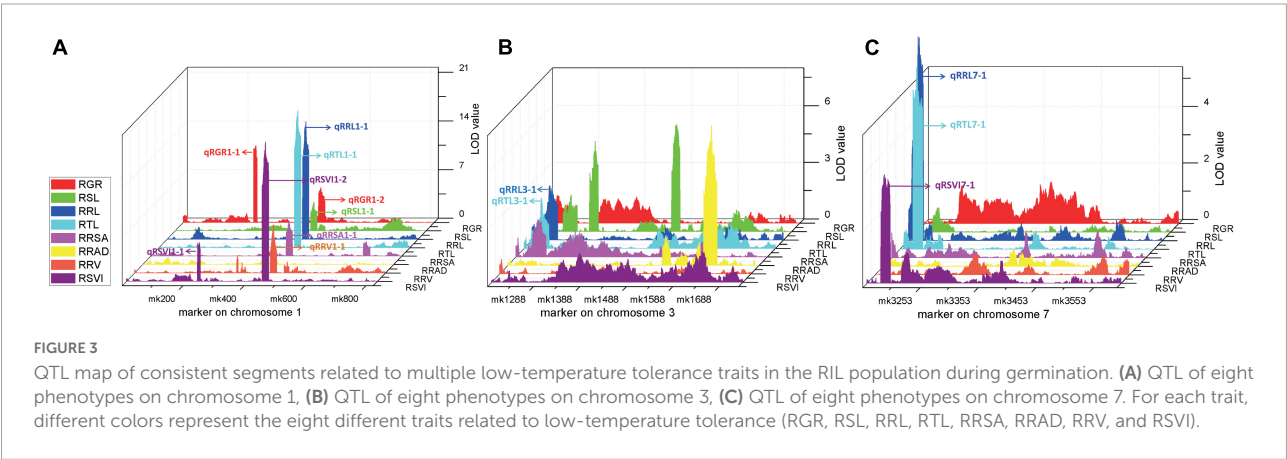 A
B
C
21
14
7
0
LOD value
qRRL1-1
qRGR1-1
qRTL1-1
qRSVI1-2
qRGR1-2
qRSL1-1
qRRSA1-1
qRRV1-1
qRSVI1-1
RGR
RSL
RRL
RTL
RRSA
RRAD
RRV
RSVI
RGR
RSL
RRL
RTL
RRSA
RRAD
RRV
RSVI
mk200 mk400 mk600 mk800
marker on chromosome 1
6
3
0
LOD value
qRRL3-1
qRTL3-1
RGR
RSL
RRL
RTL
RRSA
RRAD
RRV
RSVI
mk1288 mk1388 mk1488 mk1588 mk1688
marker on chromosome 3
4
2
0
LOD value
qRRL7-1
qRTL7-1
qRSVI7-1
RGR
RSL
RRL
RTL
RRSA
RRAD
RRV
RSVI
mk3253 mk3353 mk3453 mk3553
marker on chromosome 7
FIGURE 3
QTL map of consistent segments related to multiple low-temperature tolerance traits in the RIL population during germination. (A) QTL of eight
phenotypes on chromosome 1, (B) QTL of eight phenotypes on chromosome 3, (C) QTL of eight phenotypes on chromosome 7. For each trait,
different colors represent the eight different traits related to low-temperature tolerance (RGR, RSL, RRL, RTL, RRSA, RRAD, RRV, and RSVI).